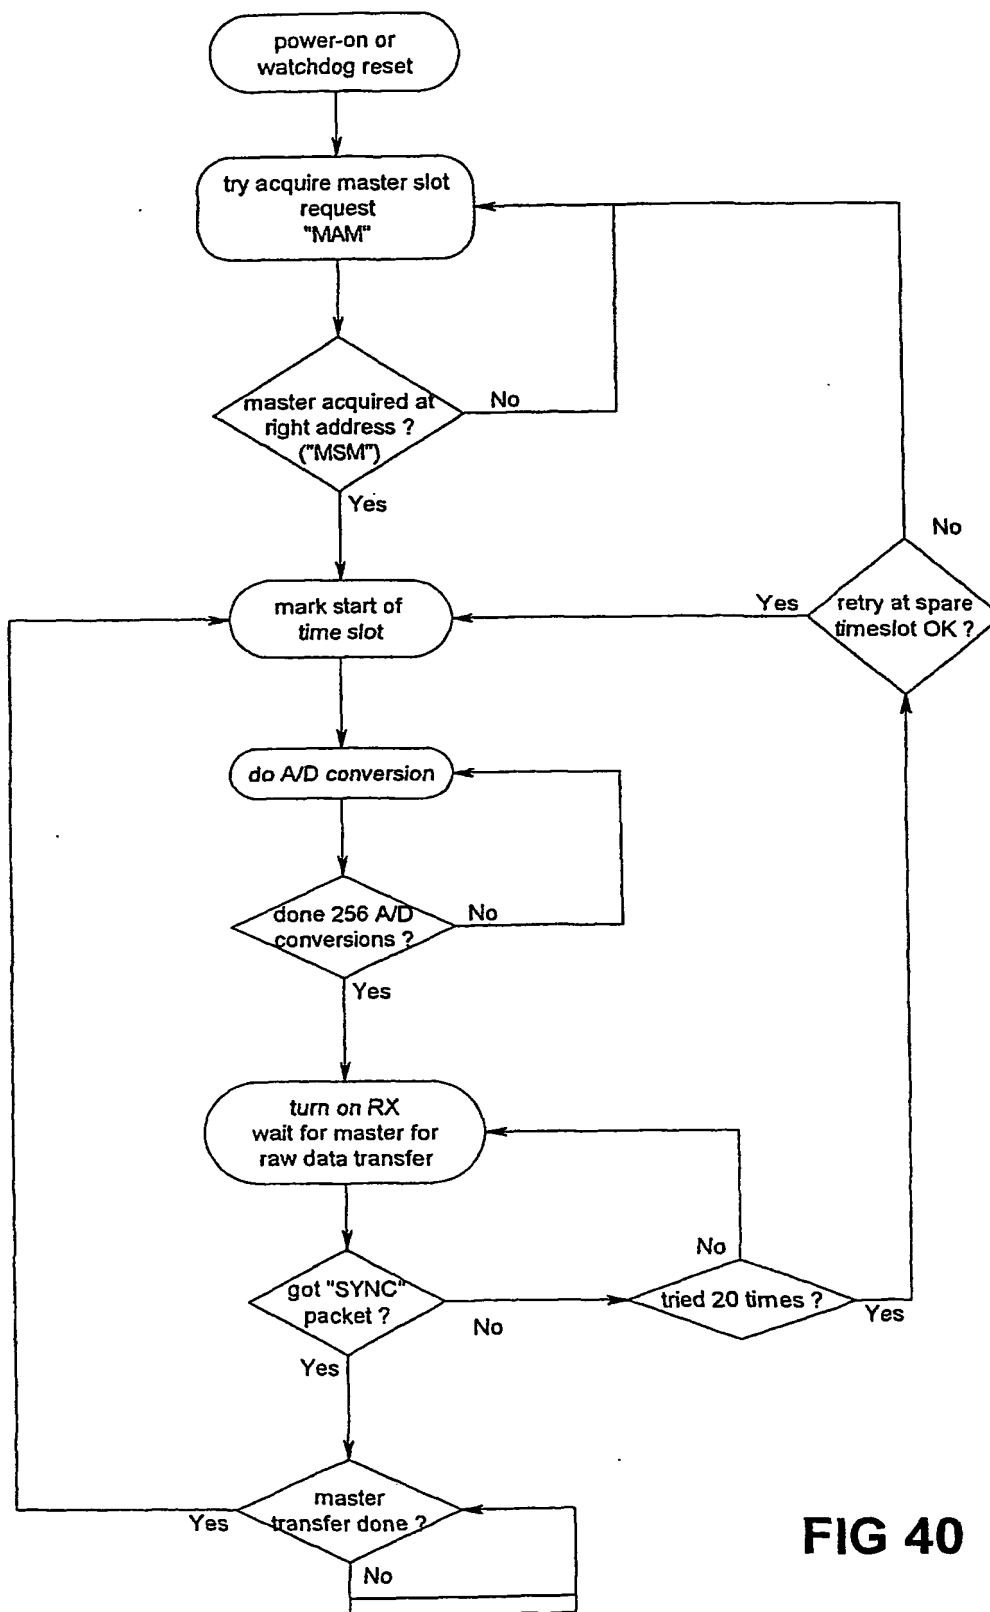 power-on or
watchdog reset
try acquire master slot
request
"MAM"
master acquired at
right address ?
("MSM")
No
Yes
mark start of
time slot
Yes
retry at spare
timeslot OK ?
No
do A/D conversion
done 256 A/D
conversions ?
No
Yes
turn on RX
wait for master for
raw data transfer
got "SYNC"
packet ?
No
Yes
tried 20 times ?
No
Yes
master
transfer done ?
Yes
No
FIG 40